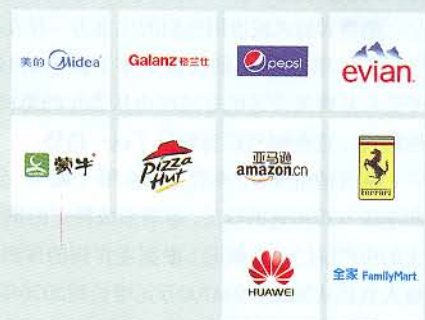 美的 Midea
Galanz 格兰仕
pepsi
evian.
蒙牛
Pizza Hut
亚马逊
amazon.cn
Ferrari
HUAWEI
全家 FamilyMart